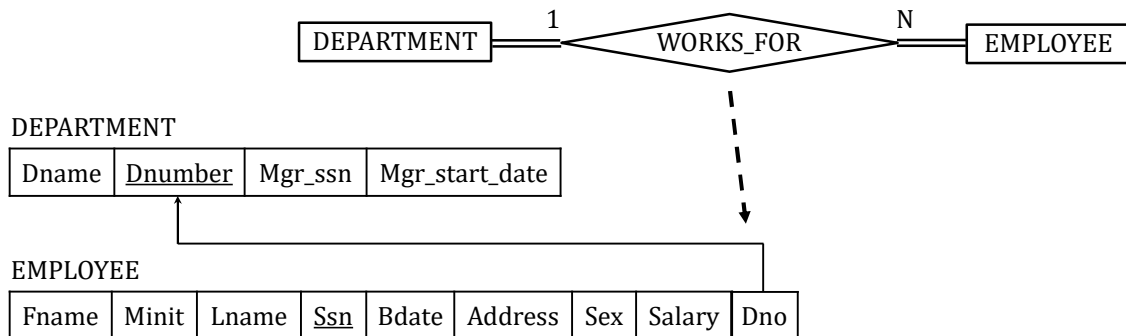 1 N
DEPARTMENT WORKS_FOR EMPLOYEE
DEPARTMENT
Dname Dnumber Mgr_ssn Mgr_start_date
EMPLOYEE
Fname Minit Lname Ssn Bdate Address Sex Salary Dno